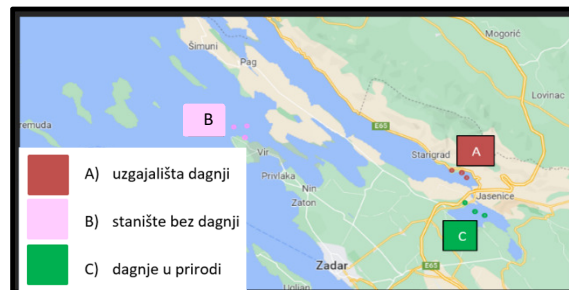 Mogorić
Šimuni
Pag
Lovinac
remuda
B
E65
A
Starigrad
Vir
Privlaka
Nin
Zaton
Jasenice
C
Zadar
E65
Ugljan
A) uzgajališta dagnji
B) stanište bez dagnji
C) dagnje u prirodi